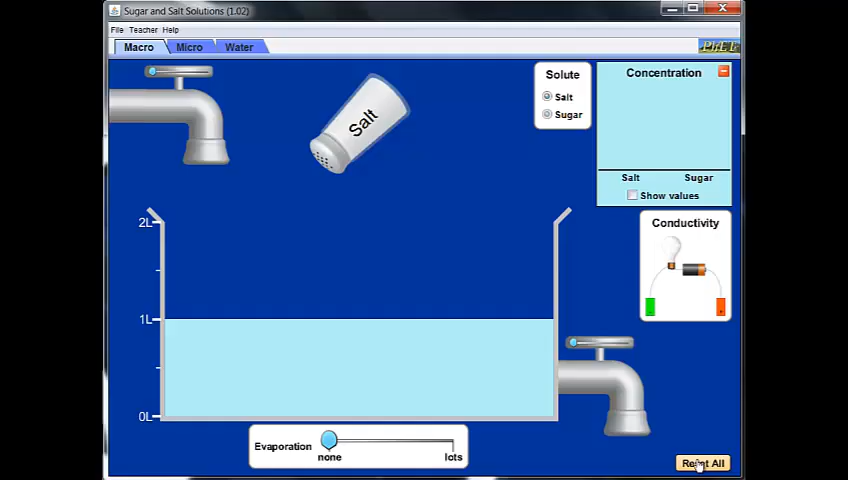 Sugar and Salt Solutions (1.02)
File Teacher Help
Macro Micro Water
PhET
Salt
Solute
Salt
Sugar
Concentration
Salt Sugar
Show values
Conductivity
2L
1L
0L
Evaporation
none lots
Reset All